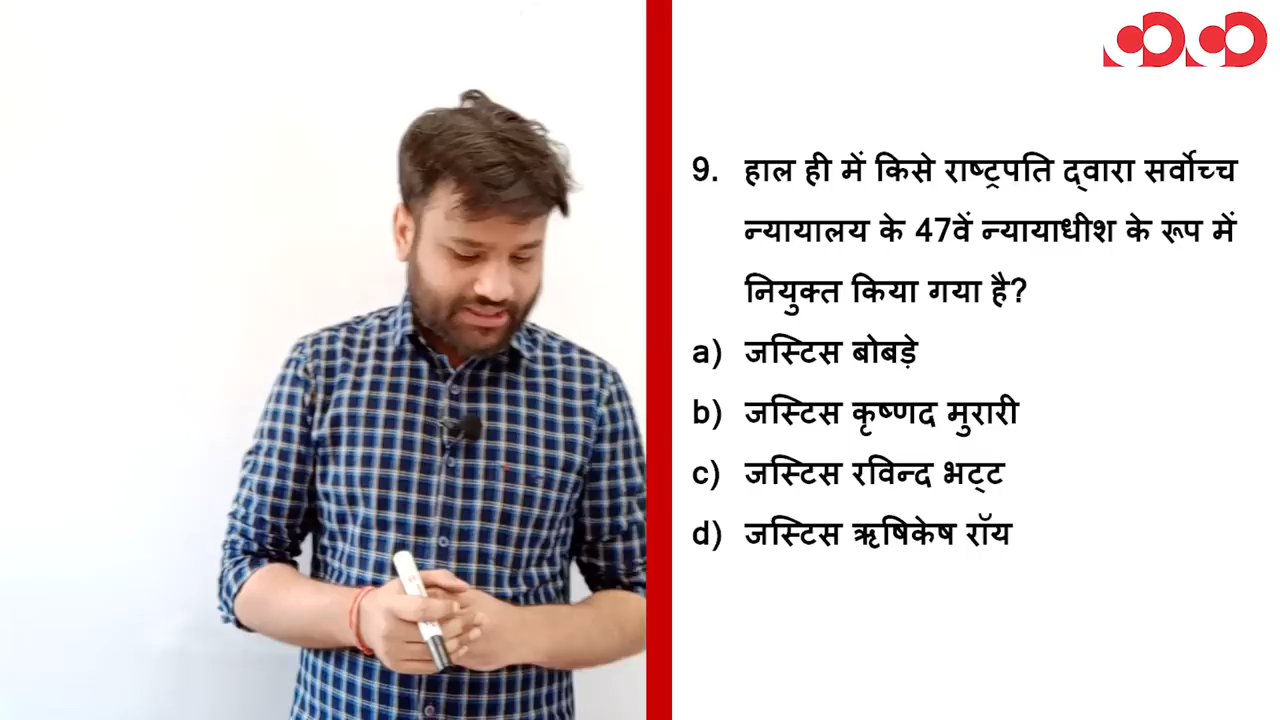 9. हाल ही में किसे राष्ट्रपति द्वारा सर्वोच्च
न्यायालय के 47वें न्यायाधीश के रूप में
नियुक्त किया गया है?
a) जस्टिस बोबड़े
b) जस्टिस कृष्णद मुरारी
c) जस्टिस रविन्द भट्ट
d) जस्टिस ऋषिकेष रॉय